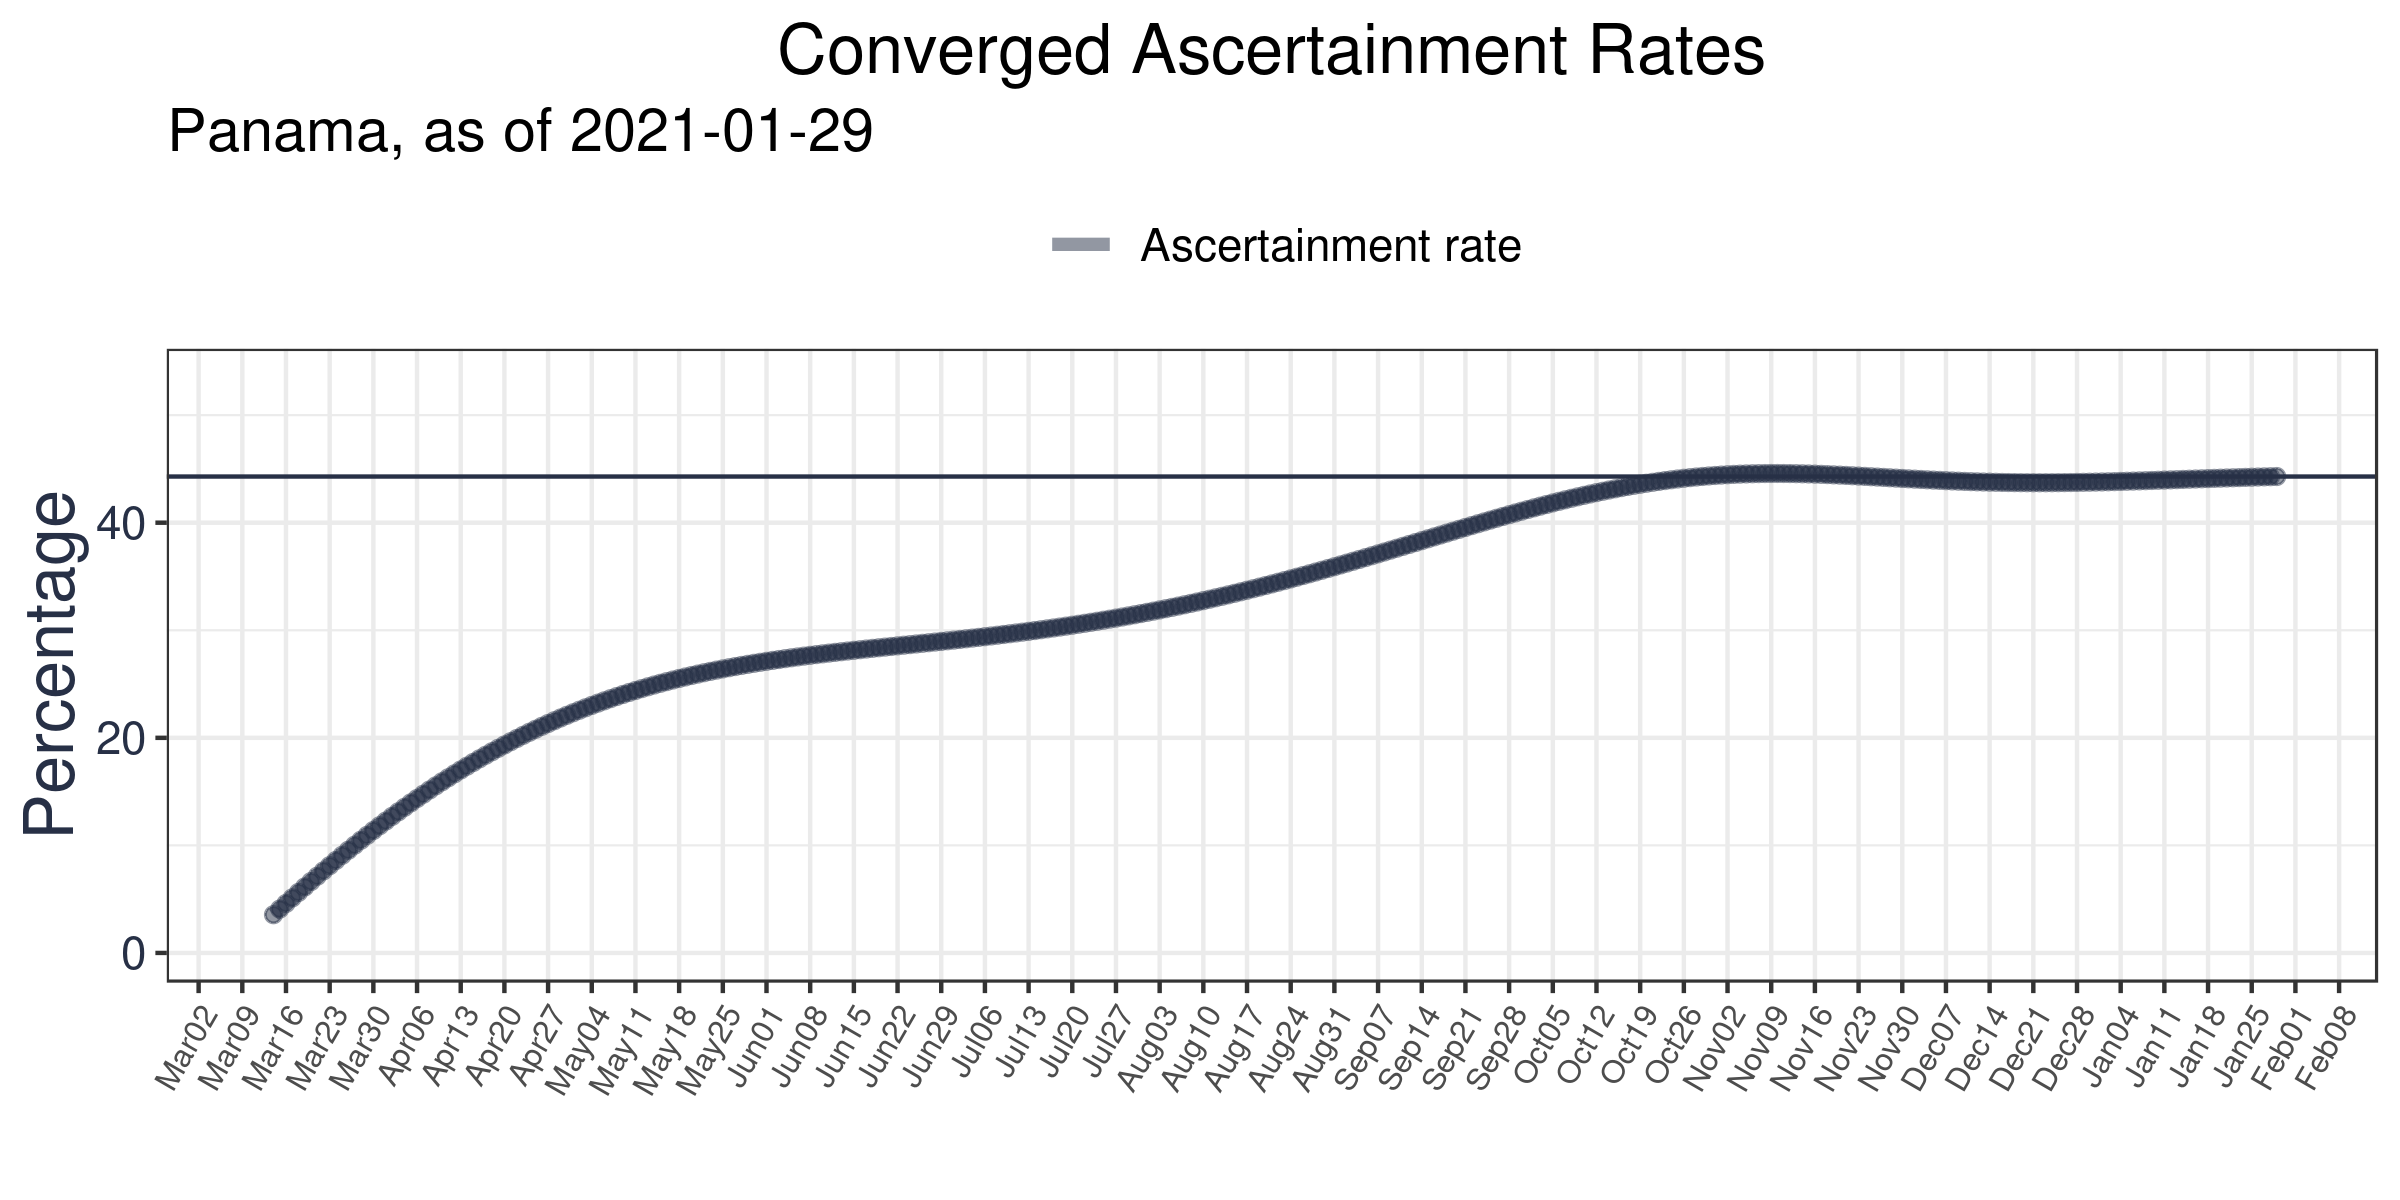 Converged Ascertainment Rates
Panama, as of 2021-01-29
Ascertainment rate
Percentage
40
20
0
Mar02 Mar09 Mar16 Mar23 Mar30 Apr06 Apr13 Apr20 Apr27 May04 May11 May18 May25 Jun01 Jun08 Jun15 Jun22 Jun29 Jul06 Jul13 Jul20 Jul27 Aug03 Aug10 Aug17 Aug24 Aug31 Sep07 Sep14 Sep21 Sep28 Oct05 Oct12 Oct19 Oct26 Nov02 Nov09 Nov16 Nov23 Nov30 Dec07 Dec14 Dec21 Dec28 Jan04 Jan11 Jan18 Jan25 Feb01 Feb08